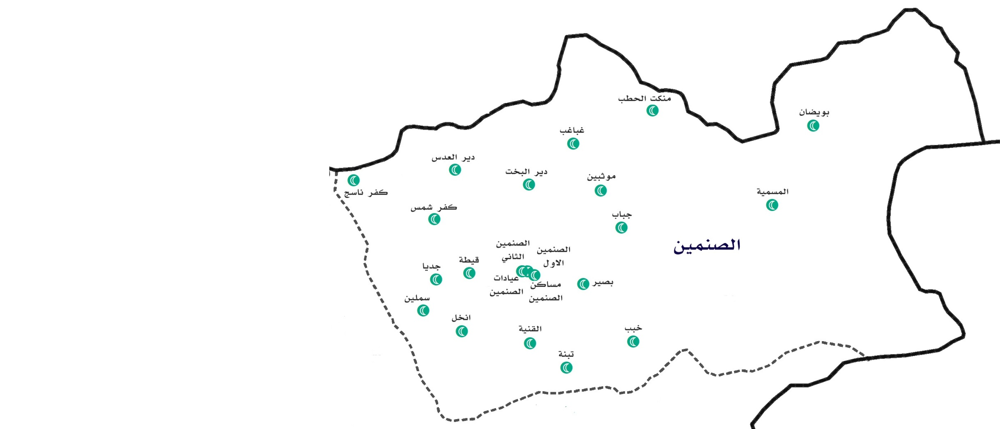 منكت الحطب
بويضان
غباغب
دير العدس
دير البخت
موثبين
كفر ناسج
المسمية
كفر شمس
جباب
الصنمين
الصنمين
الثاني
الصنمين
الاول
قيطة
جديا
عيادات
الصنمين
مساكن
الصنمين
بصير
سملين
انخل
القنية
خبب
تبنة